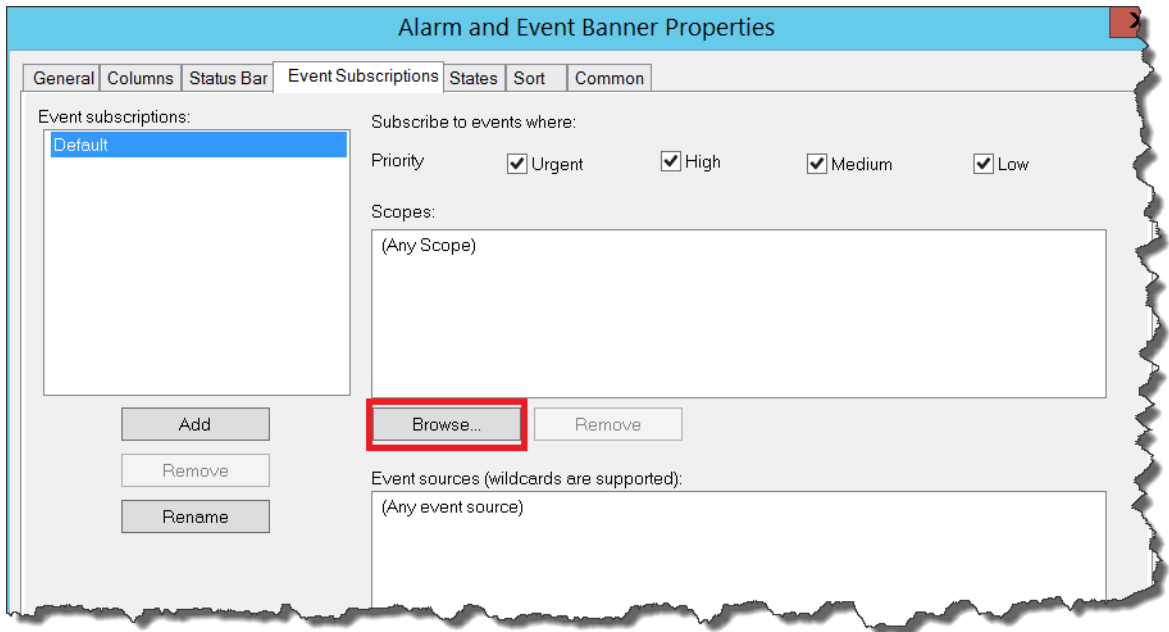 Alarm and Event Banner Properties
X
General Columns Status Bar Event Subscriptions States Sort Common
Event subscriptions:
Default
Add
Remove
Rename
Subscribe to events where:
Priority Urgent High Medium Low
Scopes:
(Any Scope)
Browse... Remove
Event sources (wildcards are supported):
(Any event source)